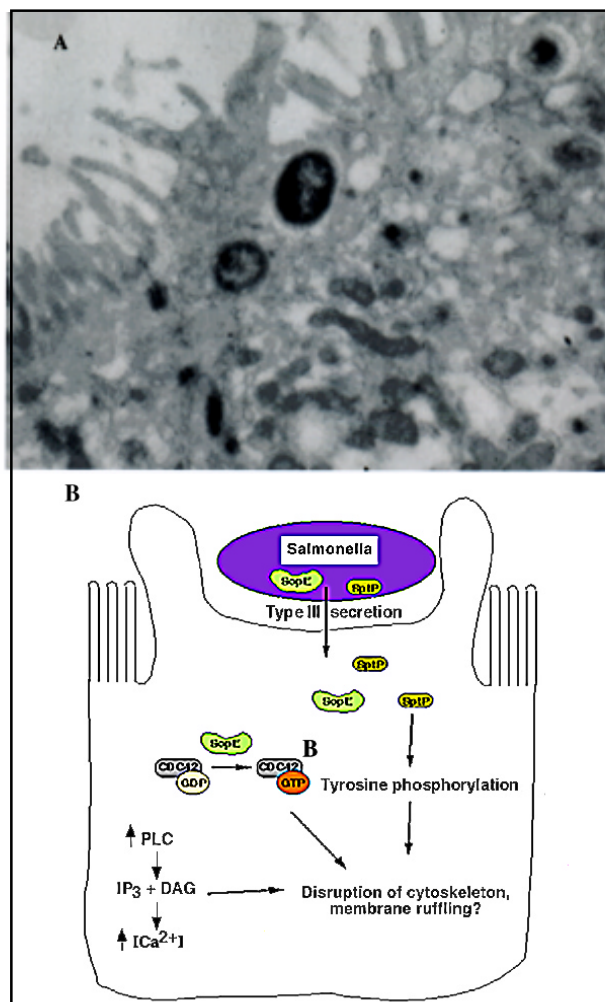 A
B
Salmonella
SopE
SptP
Type III secretion
SptP
SopE
SptP
SopE
B
CDC42
CDC42
GDP
GTP
Tyrosine phosphorylation
PLC
IP3 + DAG
Disruption of cytoskeleton,
membrane ruffling?
[Ca2+]